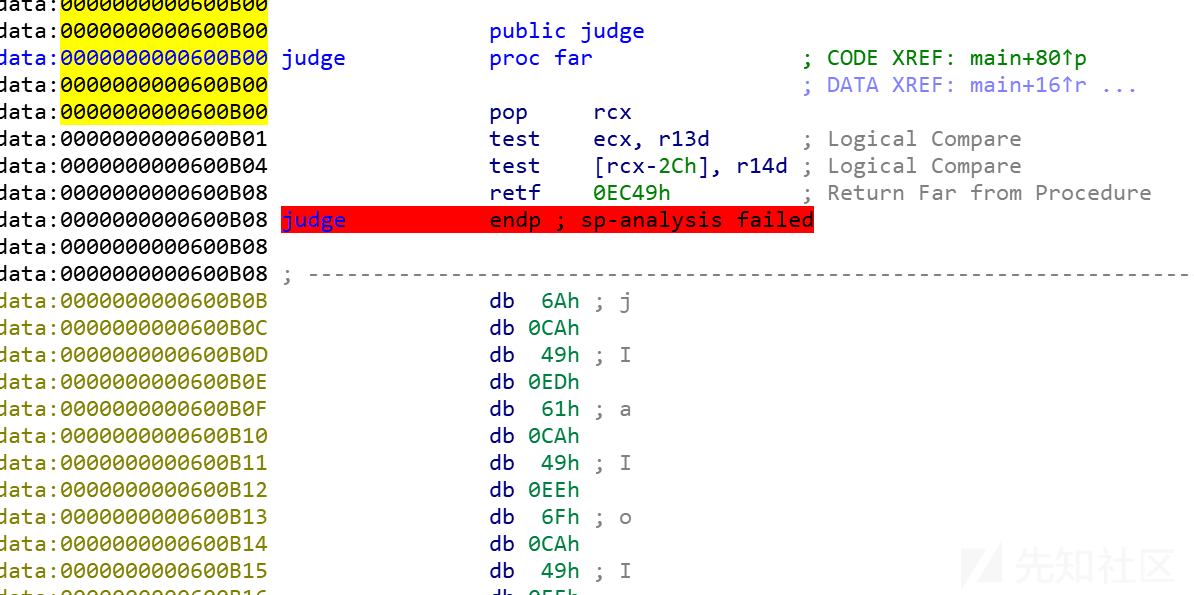 data:0000000000600B00
data:0000000000600B00 public judge
data:0000000000600B00 judge proc far ; CODE XREF: main+80↑p
data:0000000000600B00 ; DATA XREF: main+16↑r ...
data:0000000000600B00 pop rcx
data:0000000000600B01 test ecx, r13d ; Logical Compare
data:0000000000600B04 test [rcx-2Ch], r14d ; Logical Compare
data:0000000000600B08 retf 0EC49h ; Return Far from Procedure
data:0000000000600B08 judge endp ; sp-analysis failed
data:0000000000600B08
data:0000000000600B08 ; ---------------------------------------------------------------------------
data:0000000000600B0B db 6Ah ; j
data:0000000000600B0C db 0CAh
data:0000000000600B0D db 49h ; I
data:0000000000600B0E db 0EDh
data:0000000000600B0F db 61h ; a
data:0000000000600B10 db 0CAh
data:0000000000600B11 db 49h ; I
data:0000000000600B12 db 0EEh
data:0000000000600B13 db 6Fh ; o
data:0000000000600B14 db 0CAh
data:0000000000600B15 db 49h ; I
先知社区